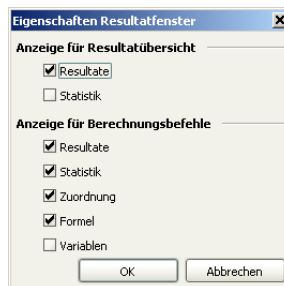 Eigenschaften Resultatfenster
Anzeige für Resultatübersicht
Resultate
Statistik
Anzeige für Berechnungsbefehle
Resultate
Statistik
Zuordnung
Formel
Variablen
OK Abbrechen